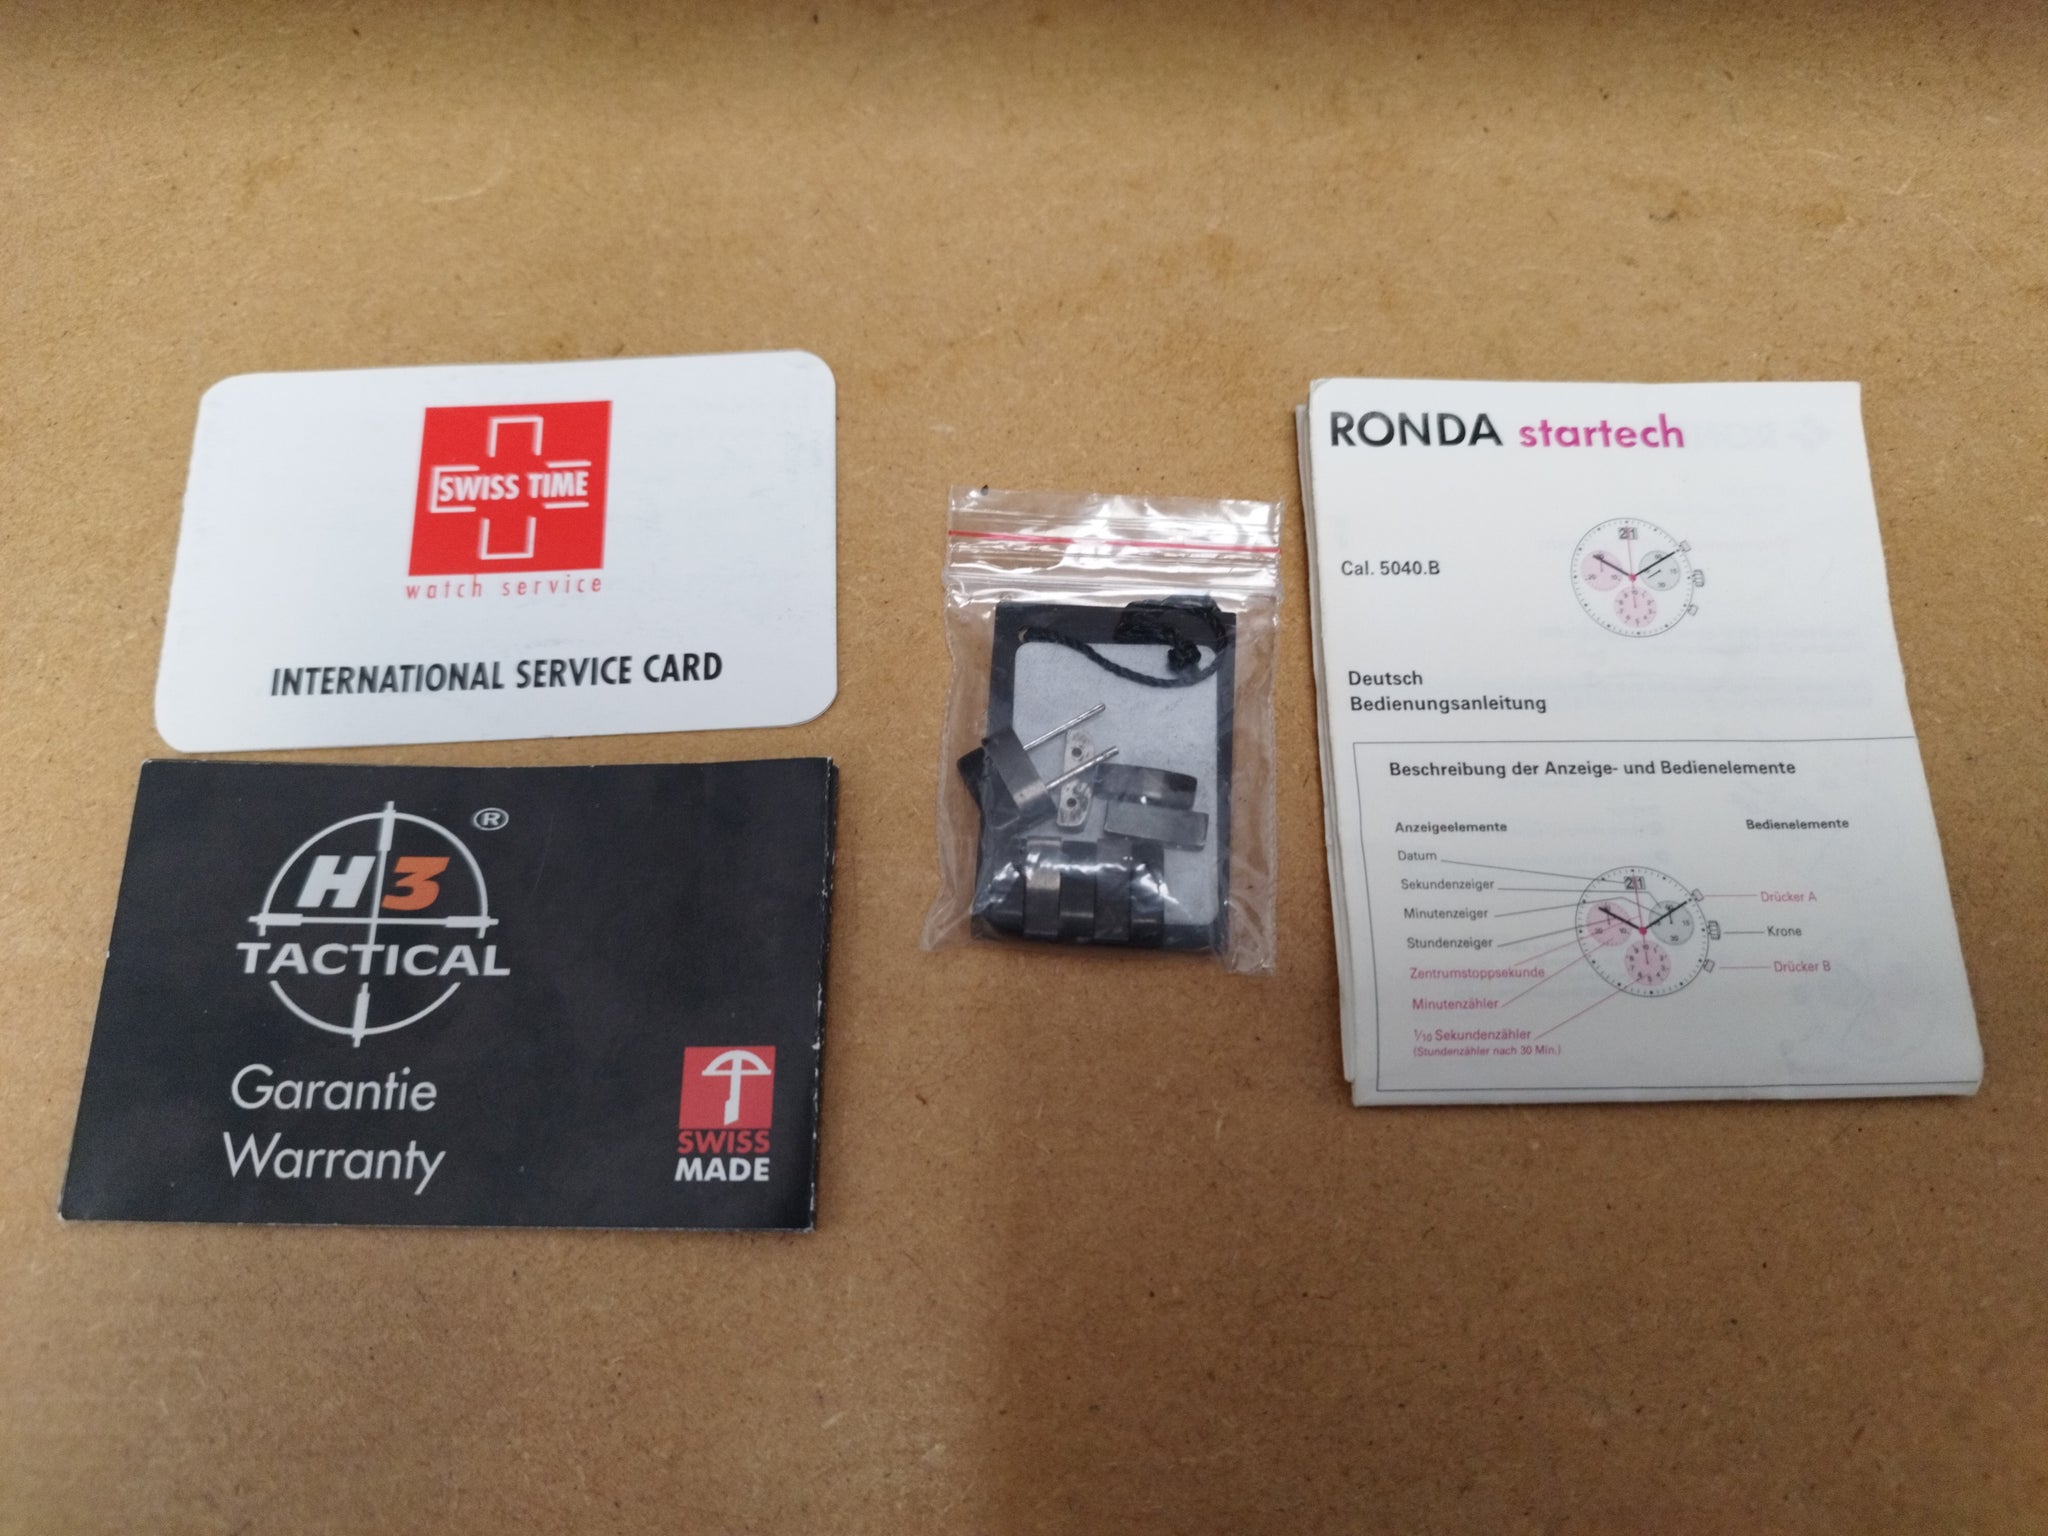 SWISS TIME
watch service
INTERNATIONAL SERVICE CARD
H3 ®
TACTICAL
Garantie
Warranty
SWISS
MADE
RONDA startech
21
Cal. 5040.B
Deutsch
Bedienungsanleitung
Beschreibung der Anzeige- und Bedienelemente
Anzeigeelemente
Bedienelemente
Datum
Sekundenzeiger
Minutenzeiger
Stundenzeiger
Zentrumstoppsekunde
Minutenzähler
1/10 Sekundenzähler
(Stundenzähler nach 30 Min.)
21
Drücker A
Krone
Drücker B